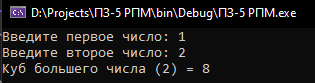 D:\Projects\ПЗ-5 РПМ\bin\Debug\ПЗ-5 РПМ.exe
Введите первое число: 1
Введите второе число: 2
Куб большего числа (2) = 8